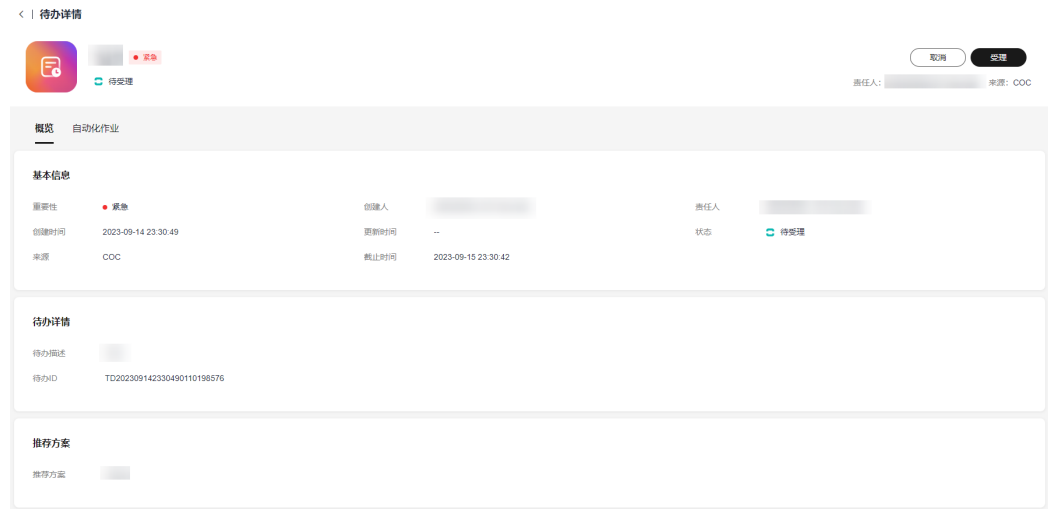 待办详情
紧急
待受理
取消 受理
责任人: 来源: COC
概览 自动化作业
基本信息
重要性 紧急 创建人 责任人
创建时间 2023-09-14 23:30:49 更新时间 -- 状态 待受理
来源 COC 截止时间 2023-09-15 23:30:42
待办详情
待办描述
待办ID TD202309142330490110198576
推荐方案
推荐方案